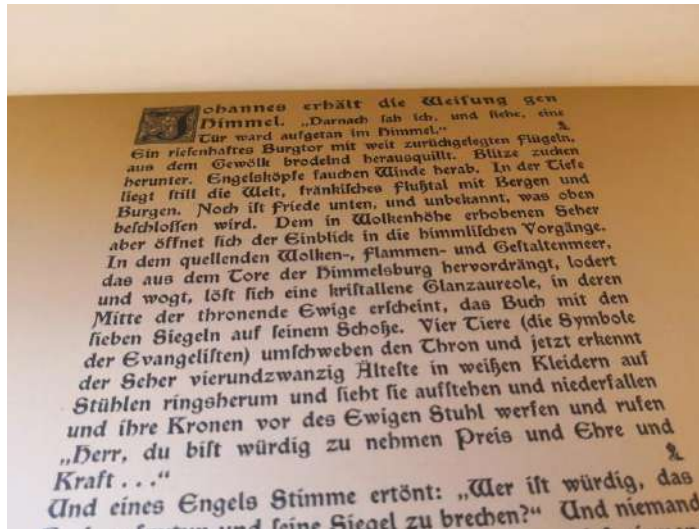 Johannes erhält die Weisung gen
Himmel. „Darnach sah ich, und siehe, eine
Tür ward aufgetan im Himmel.“
Ein riesenhaftes Burgtor mit weit zurückgelegten Flügeln,
aus dem Gewölk brodelnd herausquillt. Blitze zucken
herunter. Engelsköpfe fauchen Winde herab. In der Tiefe
liegt still die Welt, fränkisches Flußtal mit Bergen und
Burgen. Noch ist Friede unten, und unbekannt, was oben
beschlossen wird. Dem in Wolkenhöhe erhobenen Seher
aber öffnet sich der Einblick in die himmlischen Vorgänge.
In dem quellenden Wolken-, Flammen- und Gestaltenmeer,
das aus dem Tore der Himmelsburg hervordrängt, lodert
und wogt, löst sich eine kristallene Glanzaureole, in deren
Mitte der thronende Ewige erscheint, das Buch mit den
sieben Siegeln auf seinem Schoße. Vier Tiere (die Symbole
der Evangelisten) umschweben den Thron und jetzt erkennt
der Seher vierundzwanzig Älteste in weißen Kleidern auf
Stühlen ringsherum und sieht sie aufstehen und niederfallen
und ihre Kronen vor des Ewigen Stuhl werfen und rufen
„Herr, du bist würdig zu nehmen Preis und Ehre und
Kraft . . .“
Und eines Engels Stimme ertönt: „Wer ist würdig, das
und seine Siegel zu brechen?“ Und niemand